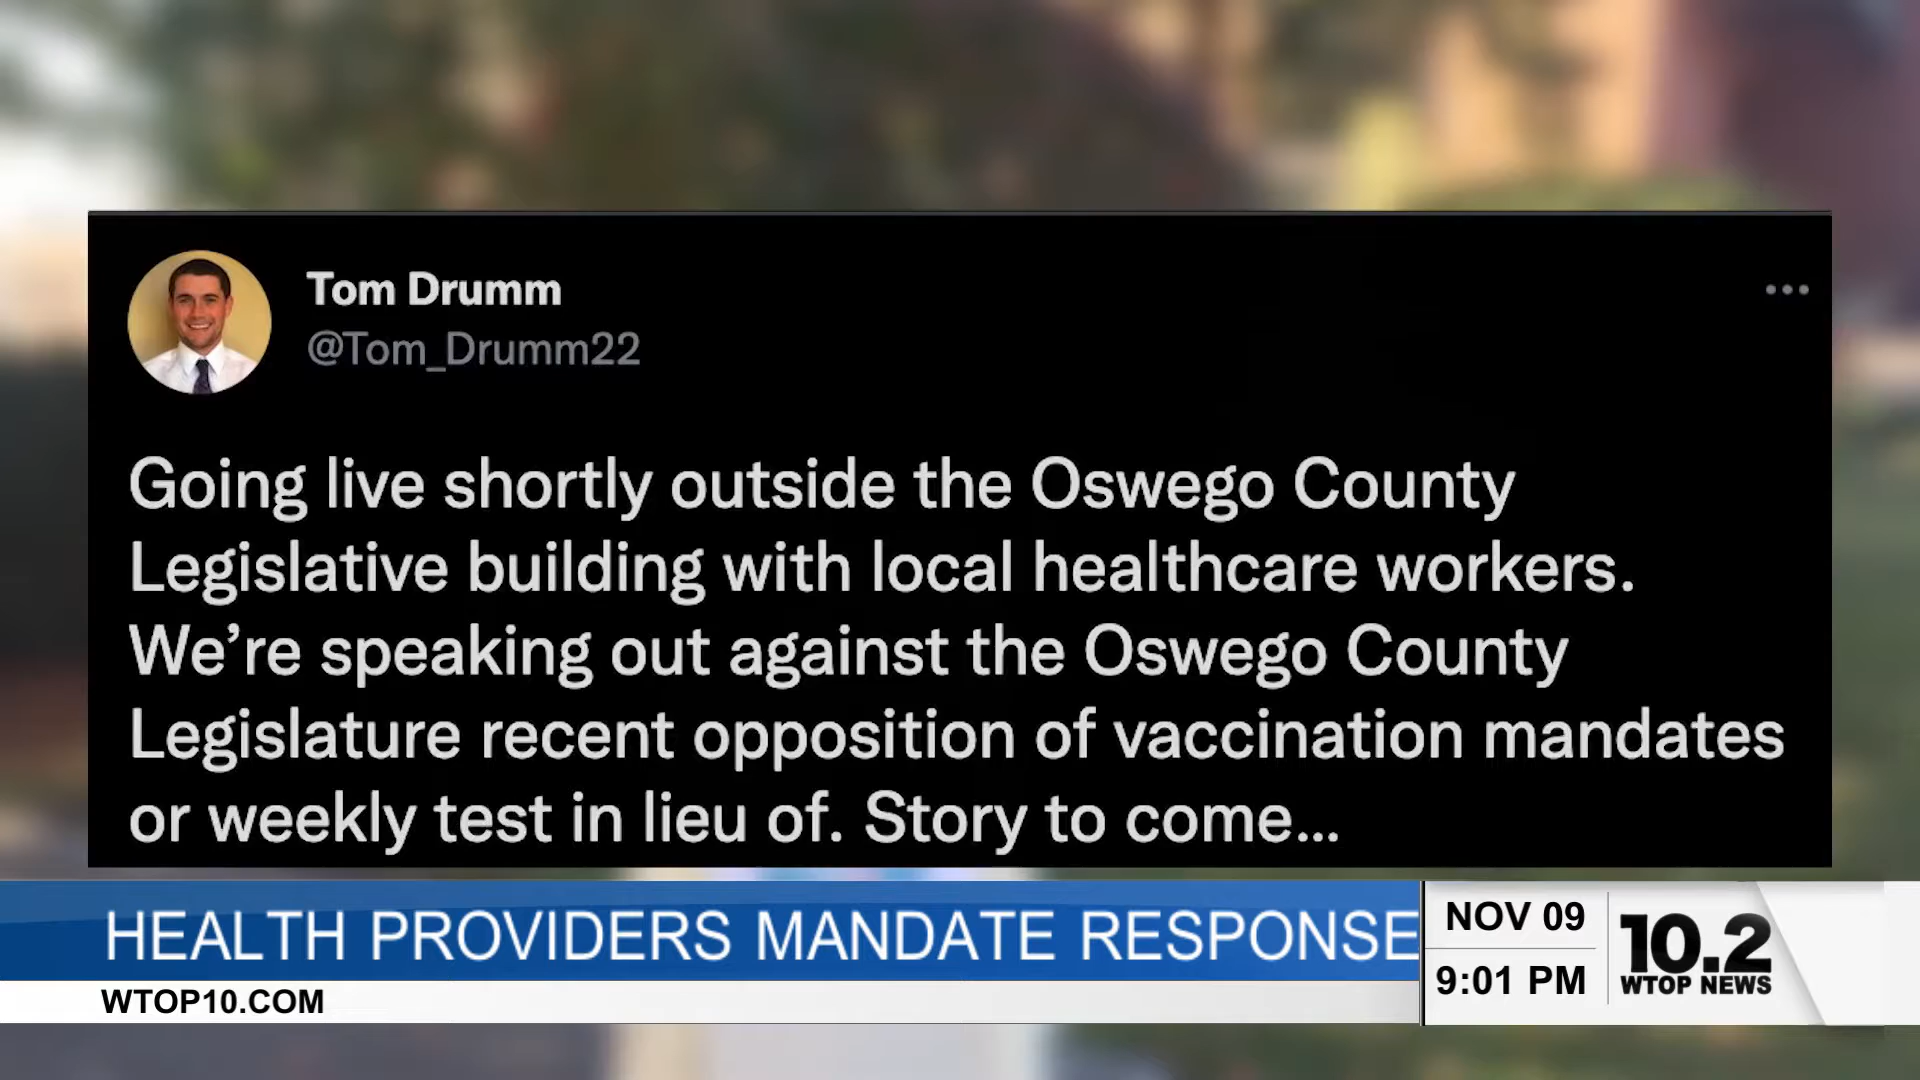 Tom Drumm
@Tom_Drumm22
Going live shortly outside the Oswego County
Legislative building with local healthcare workers.
We’re speaking out against the Oswego County
Legislature recent opposition of vaccination mandates
or weekly test in lieu of. Story to come...
HEALTH PROVIDERS MANDATE RESPONSE
WTOP10.COM
NOV 09
9:01 PM
10.2
WTOP NEWS